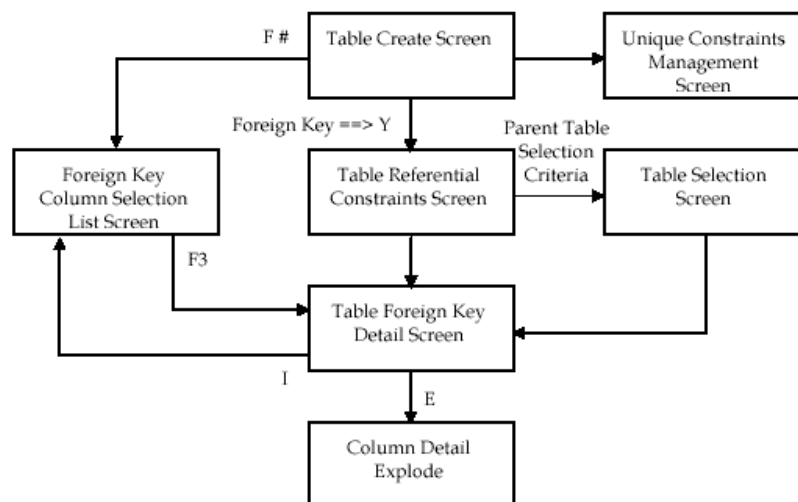 F #
Table Create Screen
Unique Constraints
Management
Screen
Foreign Key ==> Y
Parent Table
Selection
Criteria
Foreign Key
Column Selection
List Screen
Table Referential
Constraints Screen
Table Selection
Screen
F3
Table Foreign Key
Detail Screen
I
E
Column Detail
Explode